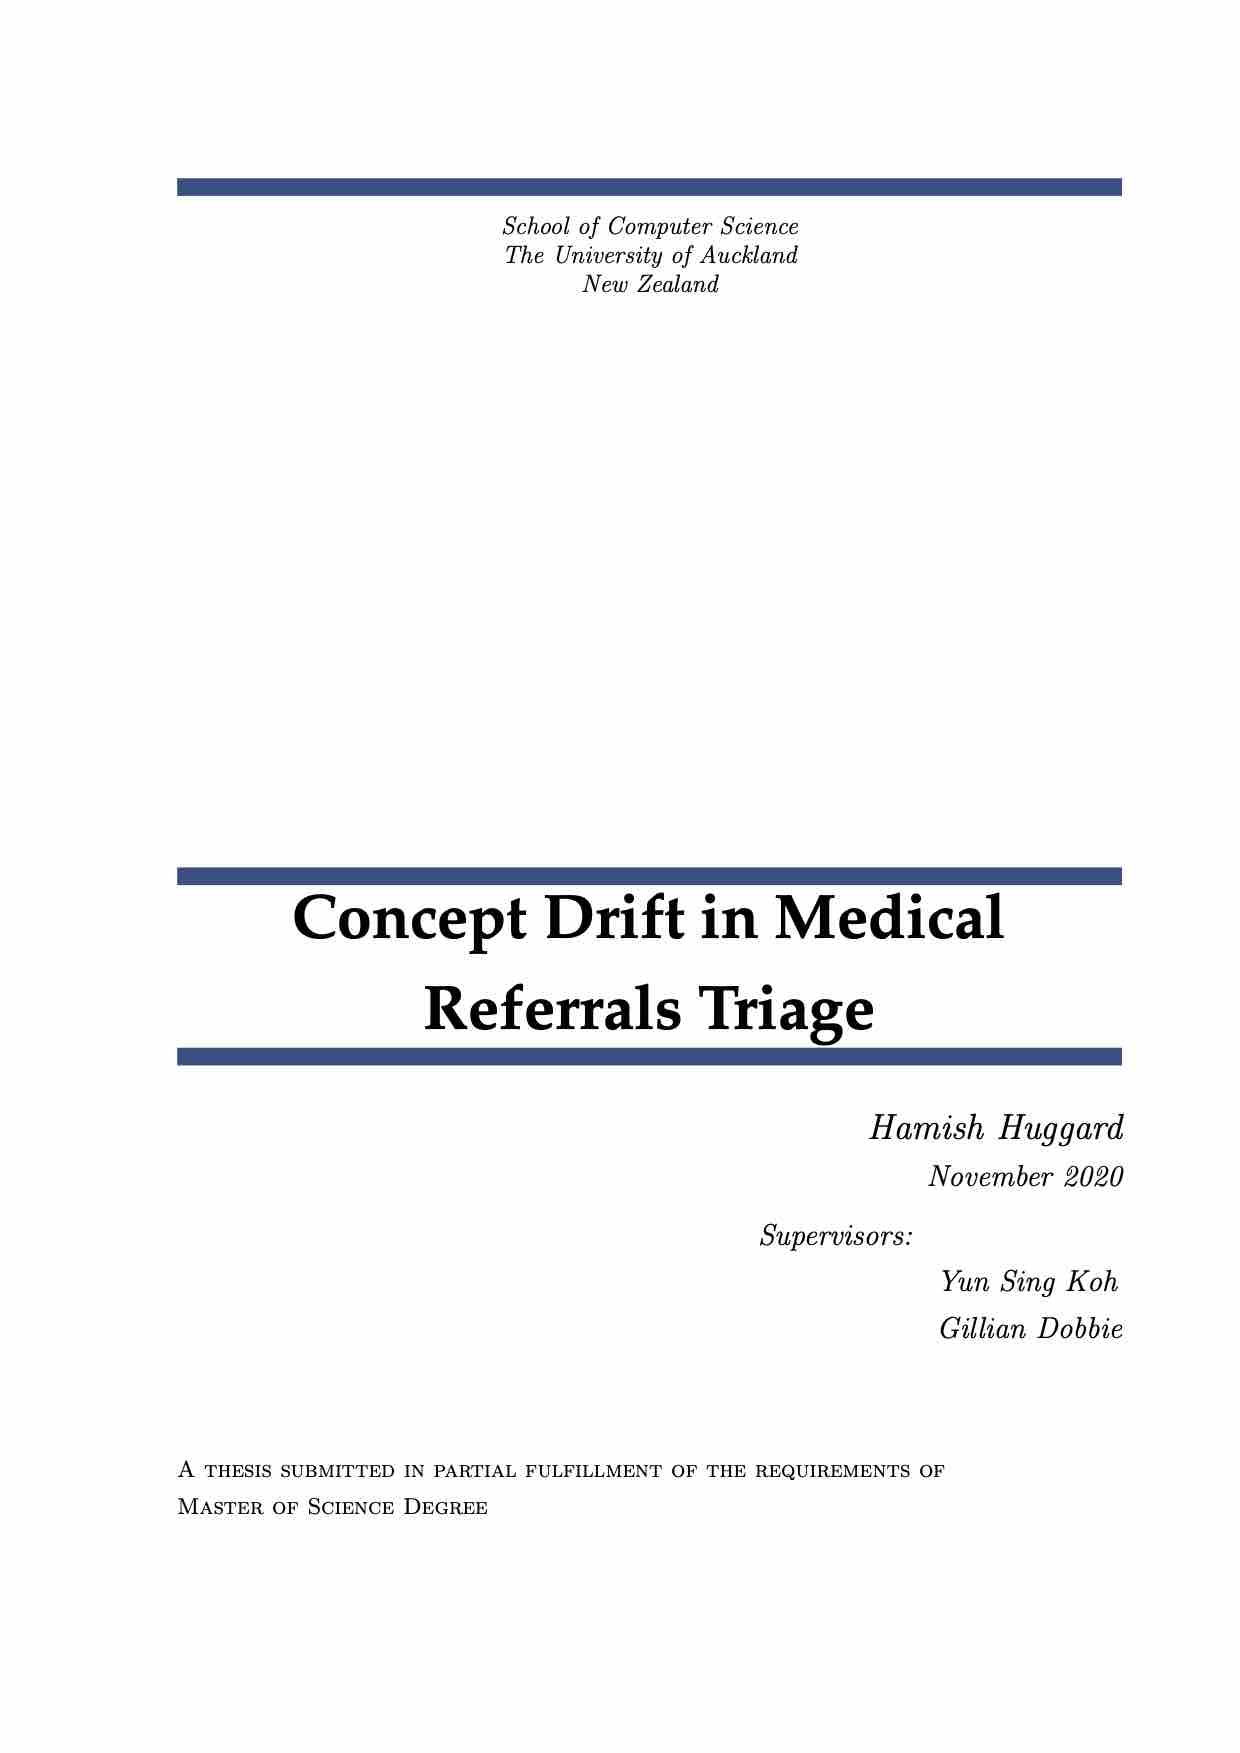 School of Computer Science
The University of Auckland
New Zealand
Concept Drift in Medical
Referrals Triage
Hamish Huggard
November 2020
Supervisors:
Yun Sing Koh
Gillian Dobbie
A thesis submitted in partial fulfillment of the requirements of
Master of Science Degree